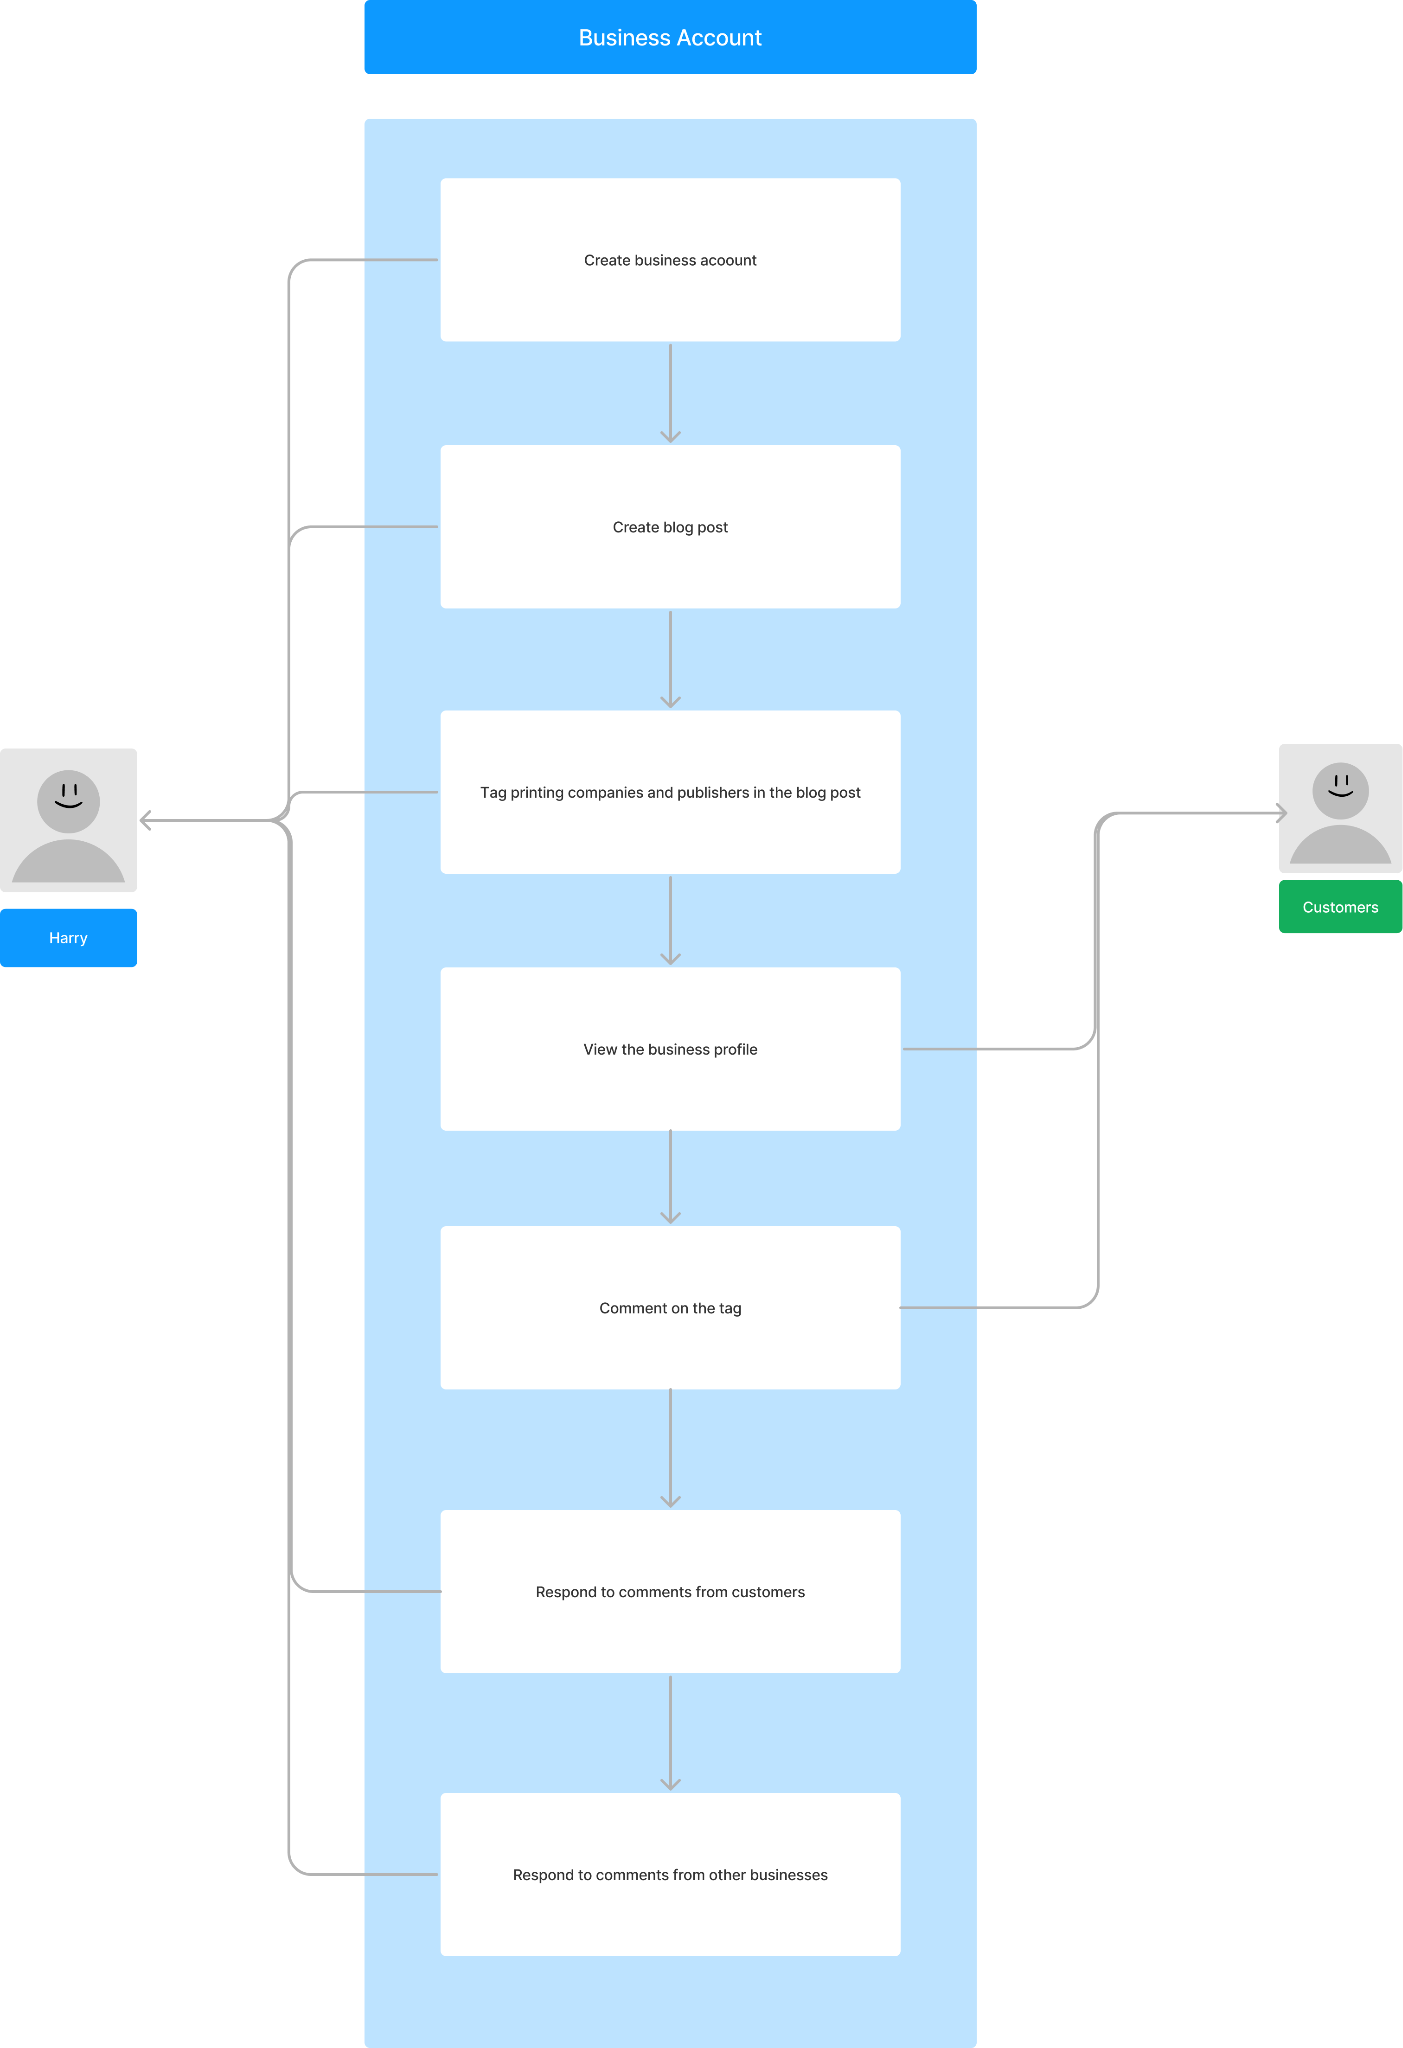 Business Account
Create business acoount
Create blog post
Tag printing companies and publishers in the blog post
Harry
Customers
View the business profile
Comment on the tag
Respond to comments from customers
Respond to comments from other businesses